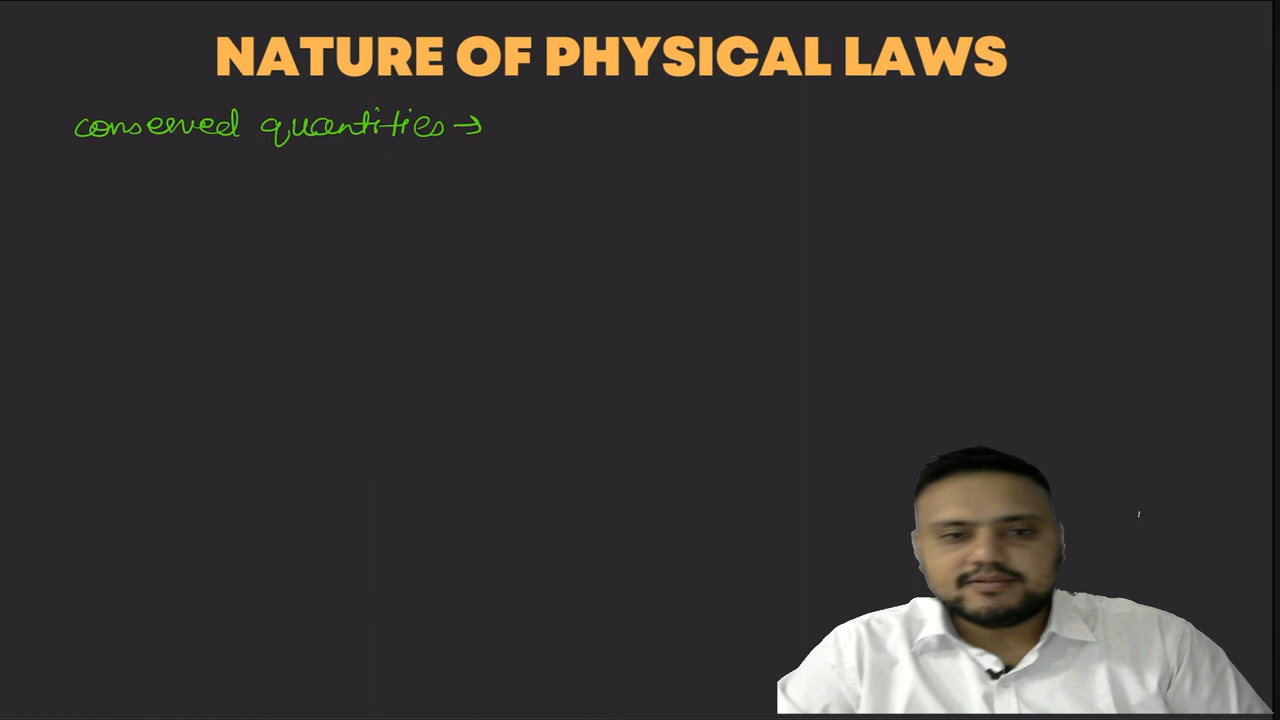 NATURE OF PHYSICAL LAWS
conserved quantities →